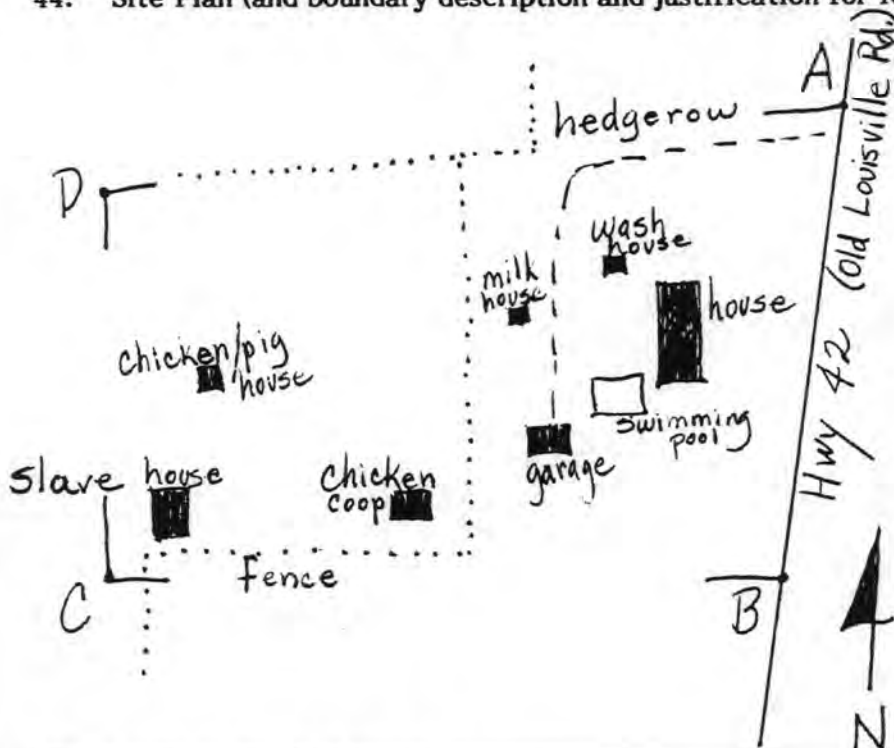 44. Site Plan (and boundary description and justification for
A
hedgerow
Hwy 42 (Old Louisville Rd.)
D
wash
house
milk
house
house
chicken/pig
house
swimming
pool
slave house
chicken
coop
garage
Fence
C
B
N